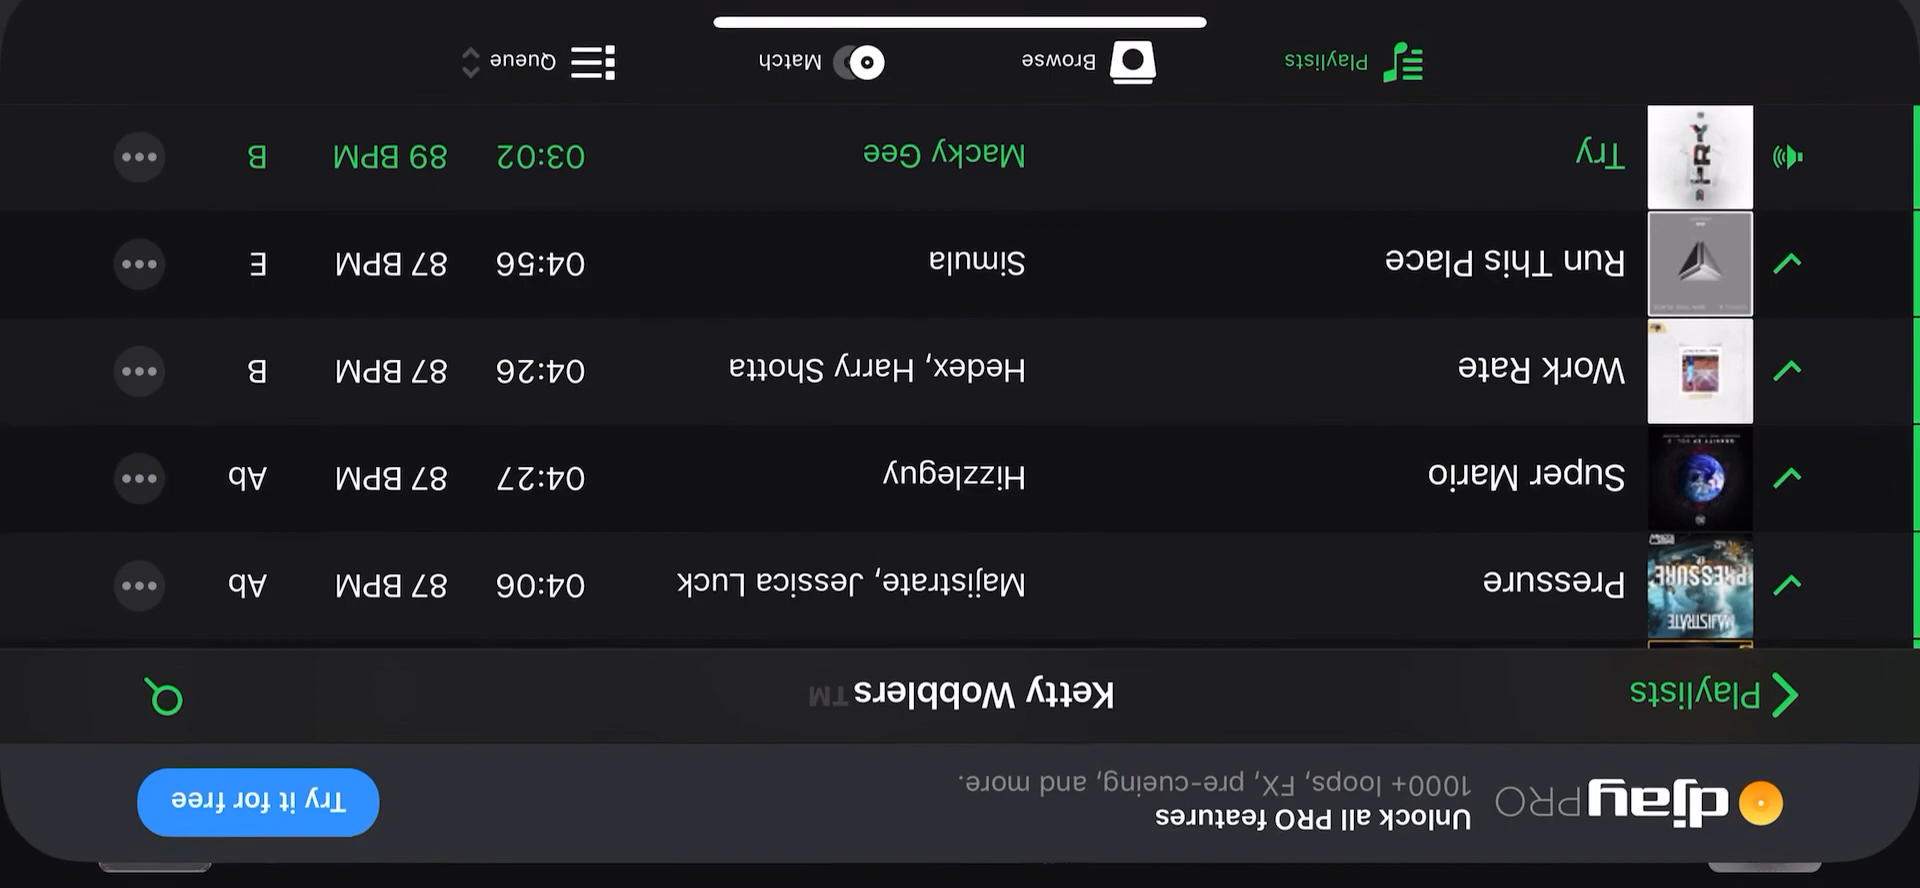 djay PRO
Unlock all PRO features
1000+ loops, FX, pre-cueing, and more.
Try it for free
Playlists
Ketty Wobblers TM
MAJISTRATE
PRESSURE
Pressure Majistrate, Jessica Luck 04:06 87 BPM Ab
Super Mario Hizzleguy 04:27 87 BPM Ab
Work Rate Hedex, Harry Shotta 04:26 87 BPM B
Run This Place Simula 04:56 87 BPM E
Try Macky Gee 03:02 89 BPM B
Playlists
Browse
Match
Queue